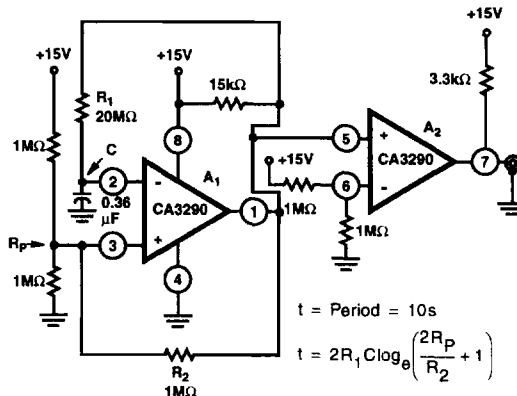 +15V
+15V
+15V
+15V
R1
20MΩ
15kΩ
3.3kΩ
1MΩ
C
8
A1
2
-
CA3290
1
0.36
µF
RP
3
+
1MΩ
4
R2
1MΩ
5
+
A2
+15V
6
-
CA3290
7
1MΩ
1MΩ
t = Period = 10s
t = 2R1Cloge(2RP/R2 + 1)